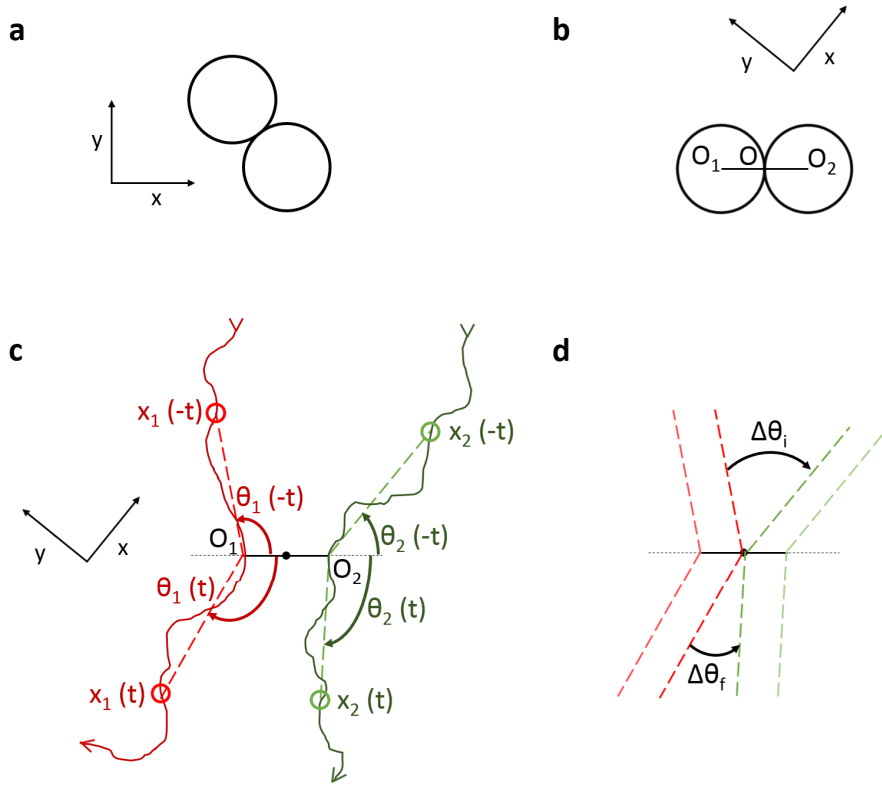 a
y
x
b
y
x
O₁
O
O₂
c
x₁ (-t)
x₂ (-t)
θ₁ (-t)
θ₂ (-t)
y
x
O₁
O₂
θ₁ (t)
θ₂ (t)
x₁ (t)
x₂ (t)
d
Δθᵢ
Δθf